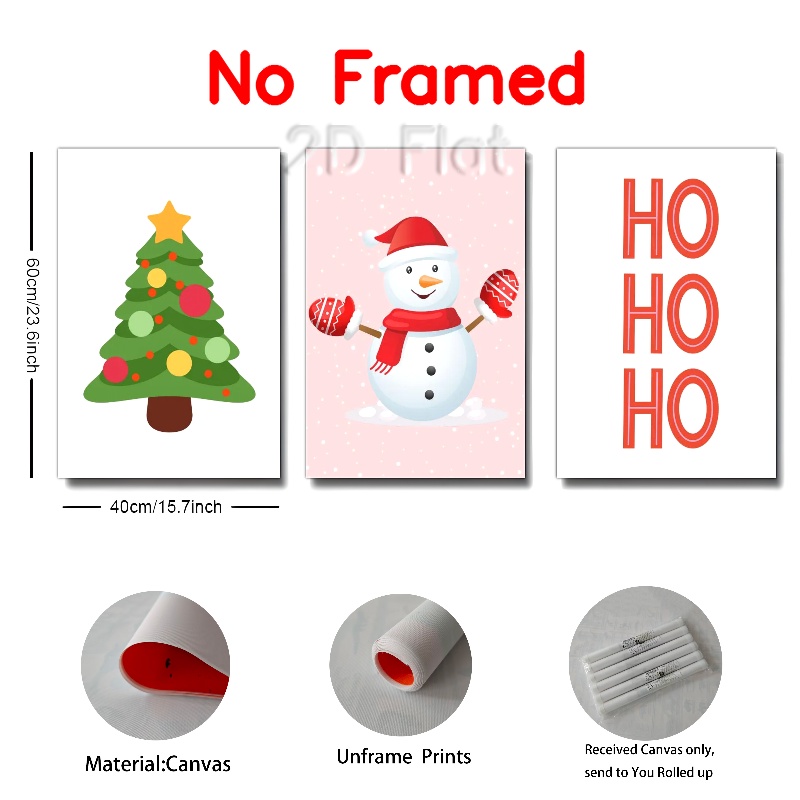 No Framed
2D Flat
60cm/23.6inch
HO
HO
HO
40cm/15.7inch
Material:Canvas
Unframe Prints
Received Canvas only,
send to You Rolled up